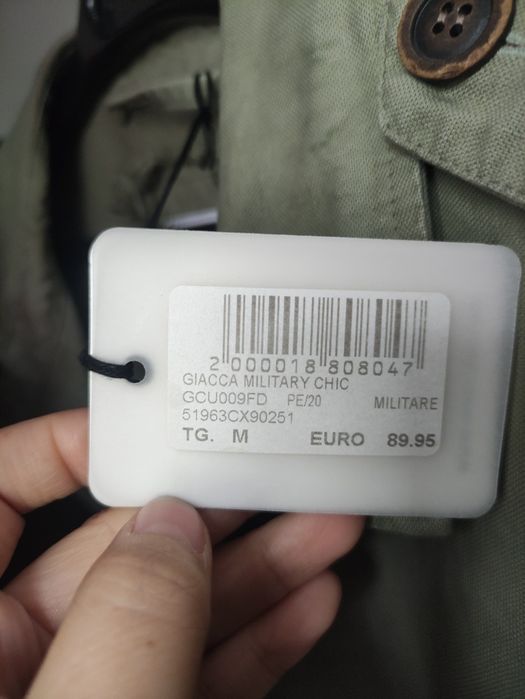 2 000018 808047
GIACCA MILITARY CHIC
GCU009FD PE/20 MILITARE
51963CX90251
TG. M EURO 89.95